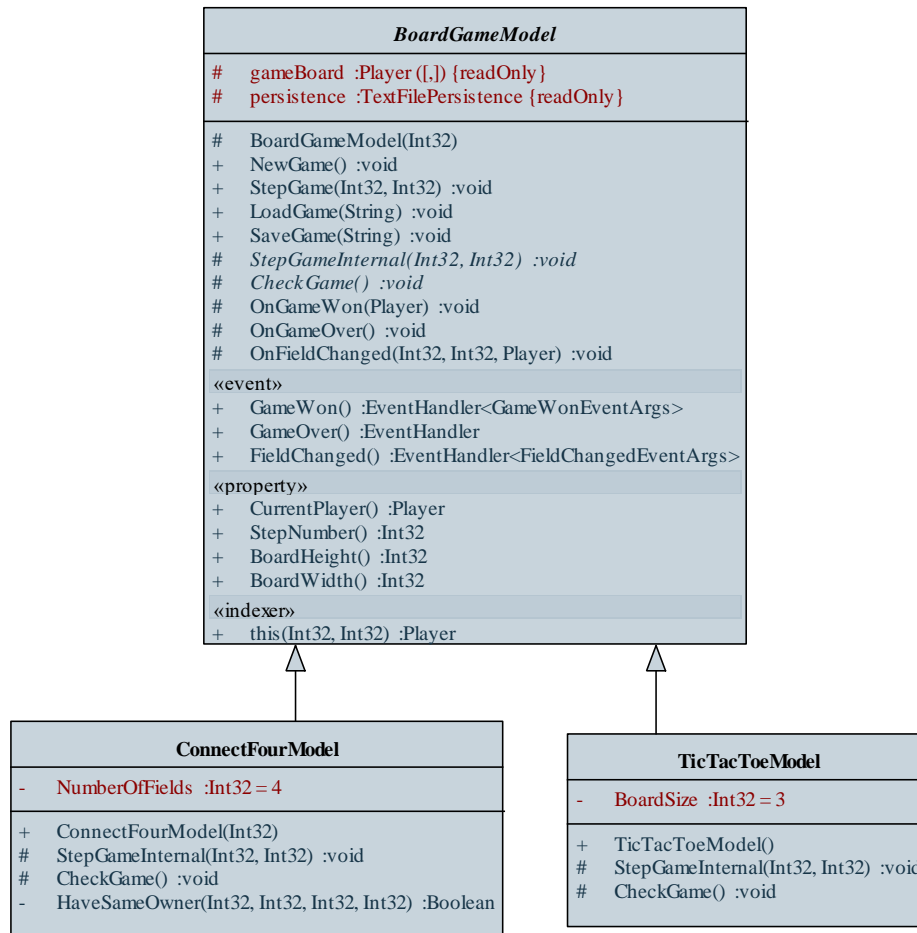 BoardGameModel
# gameBoard :Player ([,]) {readOnly}
# persistence :TextFilePersistence {readOnly}
# BoardGameModel(Int32)
+ NewGame() :void
+ StepGame(Int32, Int32) :void
+ LoadGame(String) :void
+ SaveGame(String) :void
# StepGameInternal(Int32, Int32) :void
# CheckGame() :void
# OnGameWon(Player) :void
# OnGameOver() :void
# OnFieldChanged(Int32, Int32, Player) :void
«event»
+ GameWon() :EventHandler<GameWonEventArgs>
+ GameOver() :EventHandler
+ FieldChanged() :EventHandler<FieldChangedEventArgs>
«property»
+ CurrentPlayer() :Player
+ StepNumber() :Int32
+ BoardHeight() :Int32
+ BoardWidth() :Int32
«indexer»
+ this(Int32, Int32) :Player
ConnectFourModel
- NumberOfFields :Int32 = 4
+ ConnectFourModel(Int32)
# StepGameInternal(Int32, Int32) :void
# CheckGame() :void
- HaveSameOwner(Int32, Int32, Int32, Int32) :Boolean
TicTacToeModel
- BoardSize :Int32 = 3
+ TicTacToeModel()
# StepGameInternal(Int32, Int32) :void
# CheckGame() :void